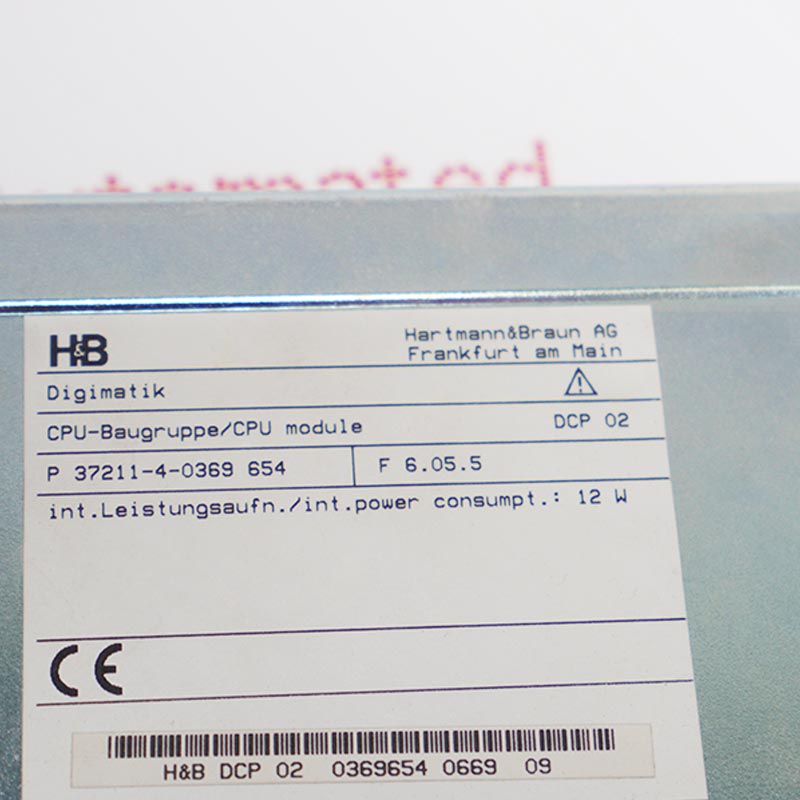 H&B
Hartmann&Braun AG
Frankfurt am Main
Digimatik
CPU-Baugruppe/CPU module DCP 02
P 37211-4-0369 654 F 6.05.5
int.Leistungsaufn./int.power consumpt.: 12 W
CE
H&B DCP 02 0369654 0669 09